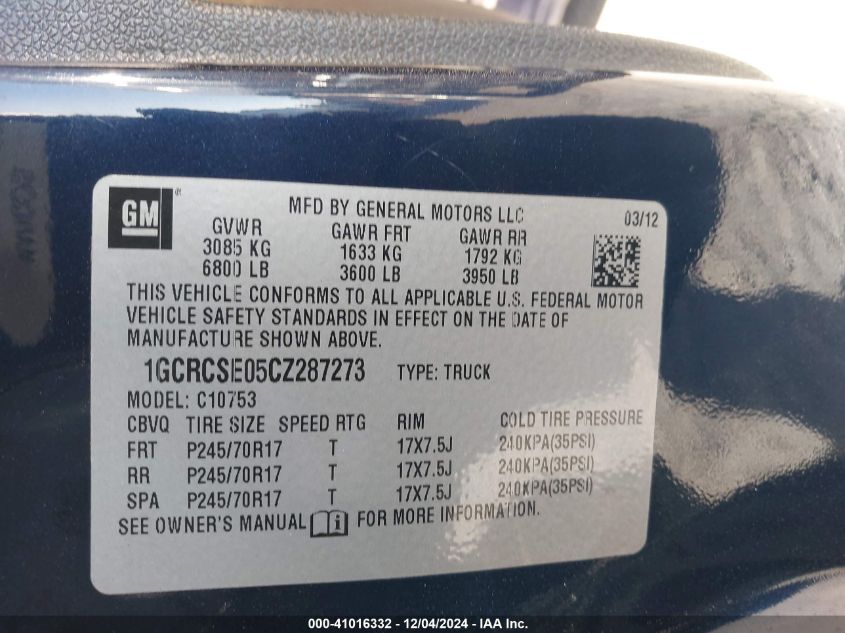 GM
MFD BY GENERAL MOTORS LLC 03/12
GVWR GAWR FRT GAWR RR
3085 KG 1633 KG 1792 KG
6800 LB 3600 LB 3950 LB
THIS VEHICLE CONFORMS TO ALL APPLICABLE U.S. FEDERAL MOTOR
VEHICLE SAFETY STANDARDS IN EFFECT ON THE DATE OF
MANUFACTURE SHOWN ABOVE.
1GCRCSE05CZ287273 TYPE: TRUCK
MODEL: C10753
CBVQ TIRE SIZE SPEED RTG RIM COLD TIRE PRESSURE
FRT P245/70R17 T 17X7.5J 240KPA(35PSI)
RR P245/70R17 T 17X7.5J 240KPA(35PSI)
SPA P245/70R17 T 17X7.5J 240KPA(35PSI)
SEE OWNER'S MANUAL i FOR MORE INFORMATION.
000-41016332 - 12/04/2024 - IAA Inc.